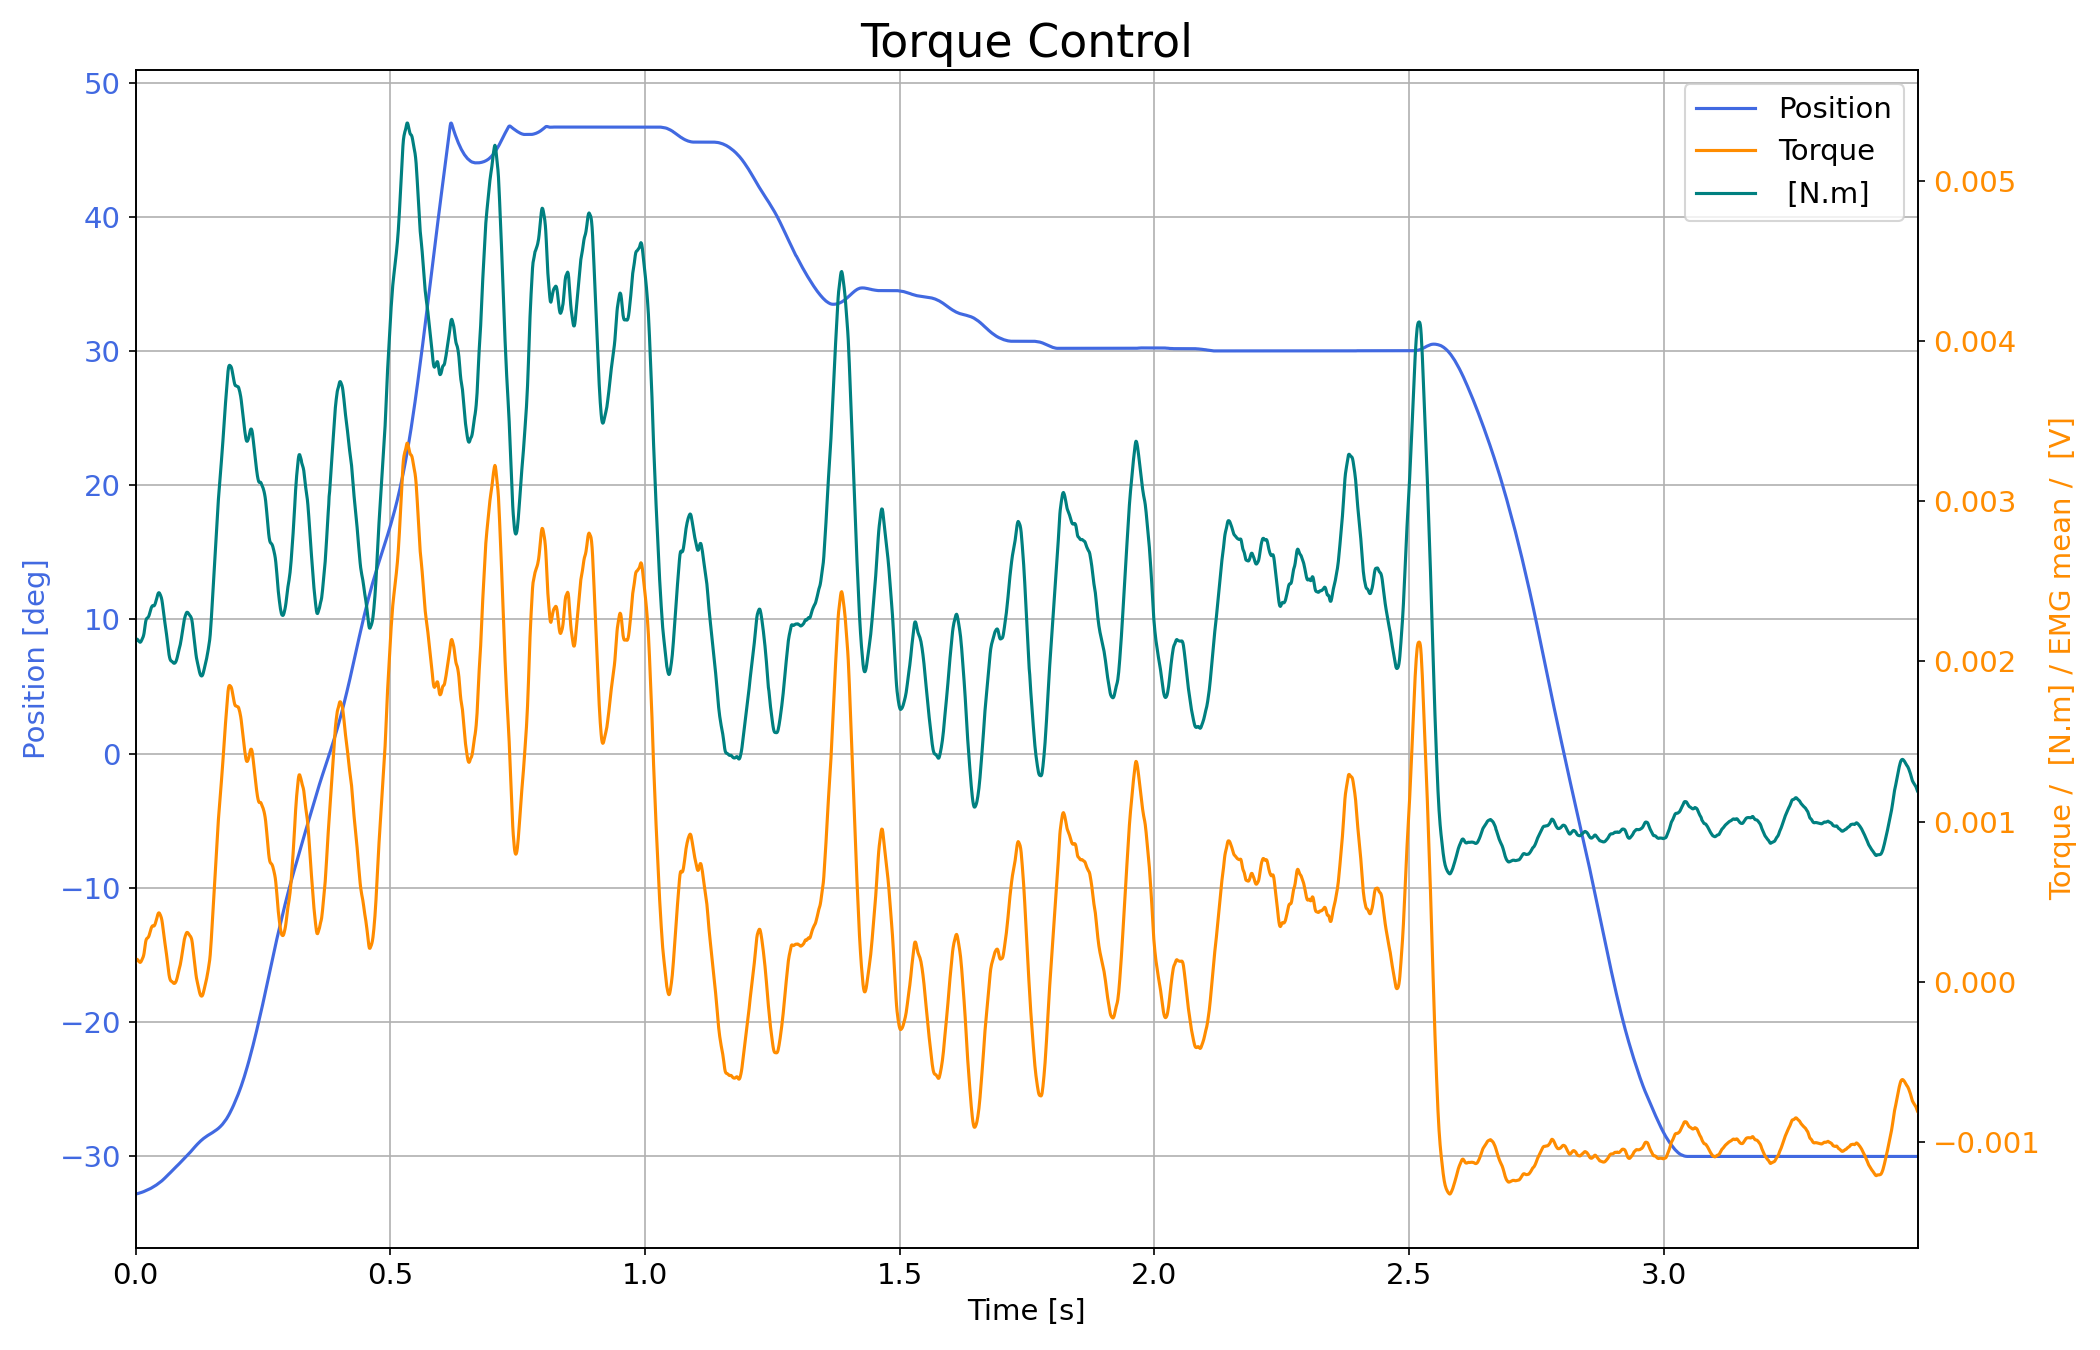 Torque Control
Position
Torque
[N.m]
50
40
30
20
10
0
−10
−20
−30
Position [deg]
0.005
0.004
0.003
0.002
0.001
0.000
−0.001
Torque / [N.m] / EMG mean / [V]
0.0 0.5 1.0 1.5 2.0 2.5 3.0
Time [s]